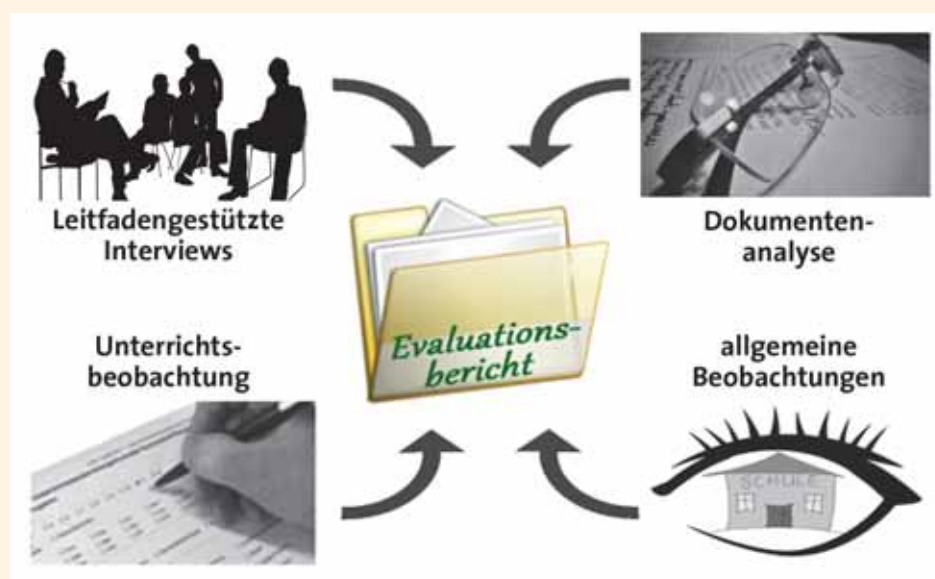 Leitfadengestützte
Interviews
Dokumenten-
analyse
Evaluations-
bericht
Unterrichts-
beobachtung
allgemeine
Beobachtungen
SCHULE